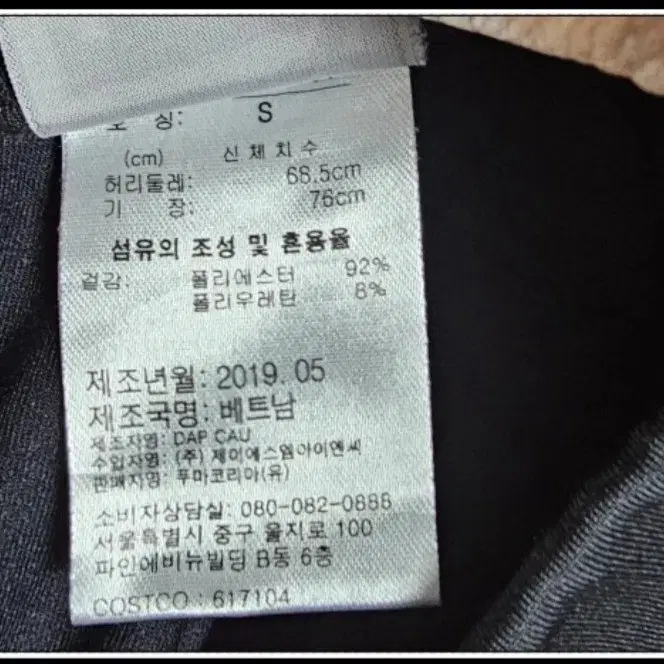 호 칭: S
(cm) 신체치수
허리둘레: 68.5cm
기 장: 76cm
섬유의 조성 및 혼용율
겉감: 폴리에스터 92%
폴리우레탄 8%
제조년월: 2019. 05
제조국명: 베트남
제조자명: DAP CAU
수입자명: (주) 제이에스엠아이엔씨
판매자명: 푸마코리아(유)
소비자상담실: 080-082-0888
서울특별시 중구 을지로 100
파인에비뉴빌딩 B동 6층
COSTCO : 617104